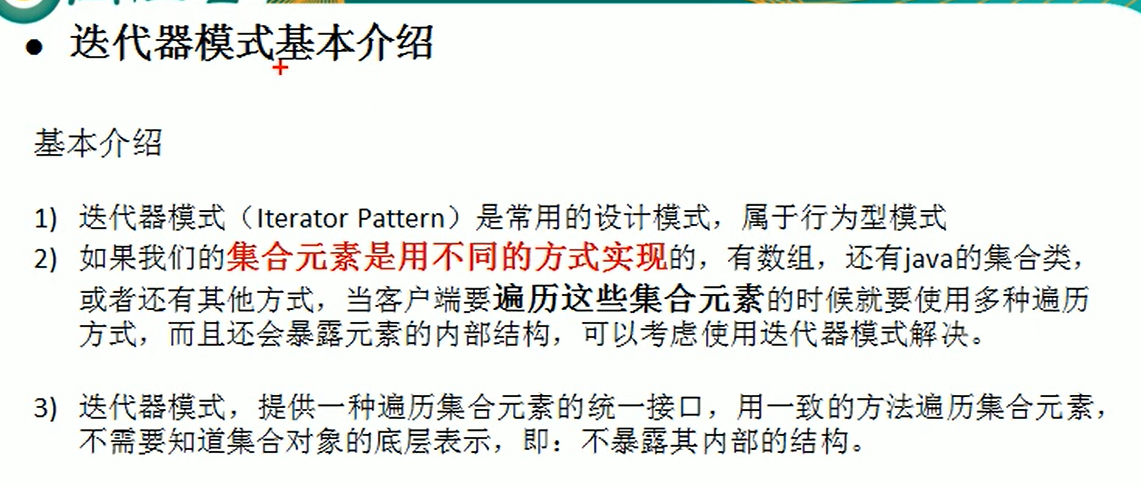 ● 迭代器模式基本介绍
基本介绍
1) 迭代器模式（Iterator Pattern）是常用的设计模式，属于行为型模式
2) 如果我们的集合元素是用不同的方式实现的，有数组，还有java的集合类，
或者还有其他方式，当客户端要遍历这些集合元素的时候就要使用多种遍历
方式，而且还会暴露元素的内部结构，可以考虑使用迭代器模式解决。
3) 迭代器模式，提供一种遍历集合元素的统一接口，用一致的方法遍历集合元素，
不需要知道集合对象的底层表示，即：不暴露其内部的结构。